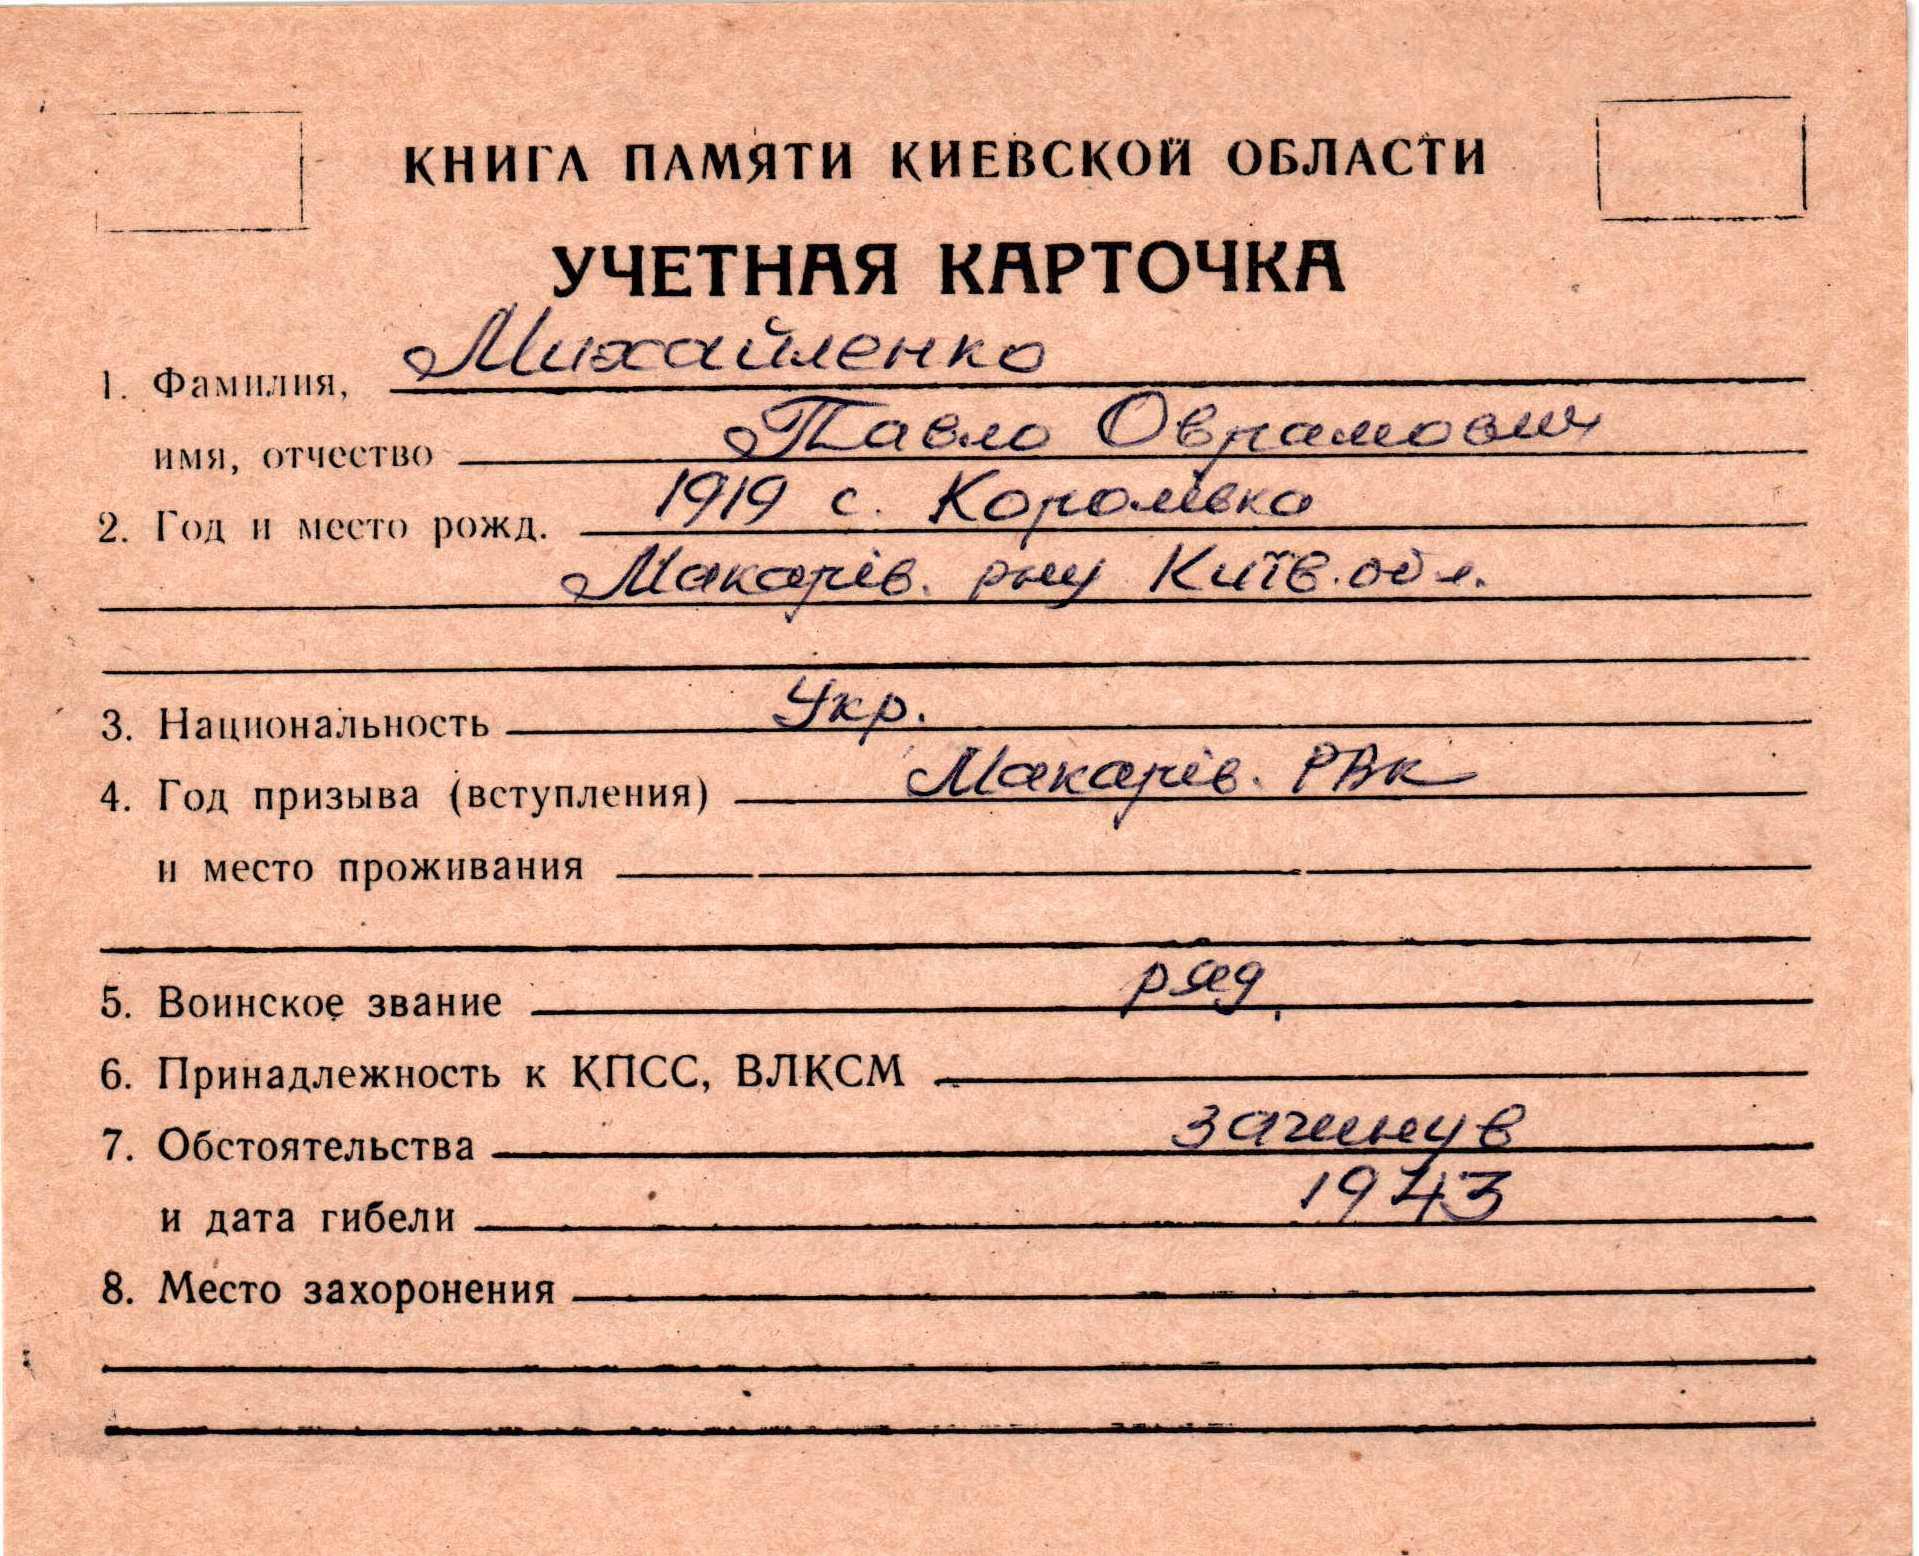 КНИГА ПАМЯТИ КИЕВСКОЙ ОБЛАСТИ
УЧЕТНАЯ КАРТОЧКА
1. Фамилия, Михайленко
имя, отчество Павло Оврамович
2. Год и место рожд. 1919 с. Королівка
Макарів. р-ну Київ. обл.
3. Национальность Укр.
4. Год призыва (вступления) Макарів. РВК
и место проживания
5. Воинское звание ряд.
6. Принадлежность к КПСС, ВЛКСМ
7. Обстоятельства загинув
и дата гибели 1943
8. Место захоронения